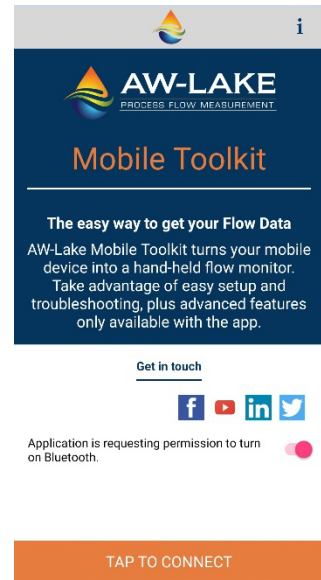 i
AW-LAKE
PROCESS FLOW MEASUREMENT
Mobile Toolkit
The easy way to get your Flow Data
AW-Lake Mobile Toolkit turns your mobile
device into a hand-held flow monitor.
Take advantage of easy setup and
troubleshooting, plus advanced features
only available with the app.
Get in touch
f in
Application is requesting permission to turn
on Bluetooth.
TAP TO CONNECT